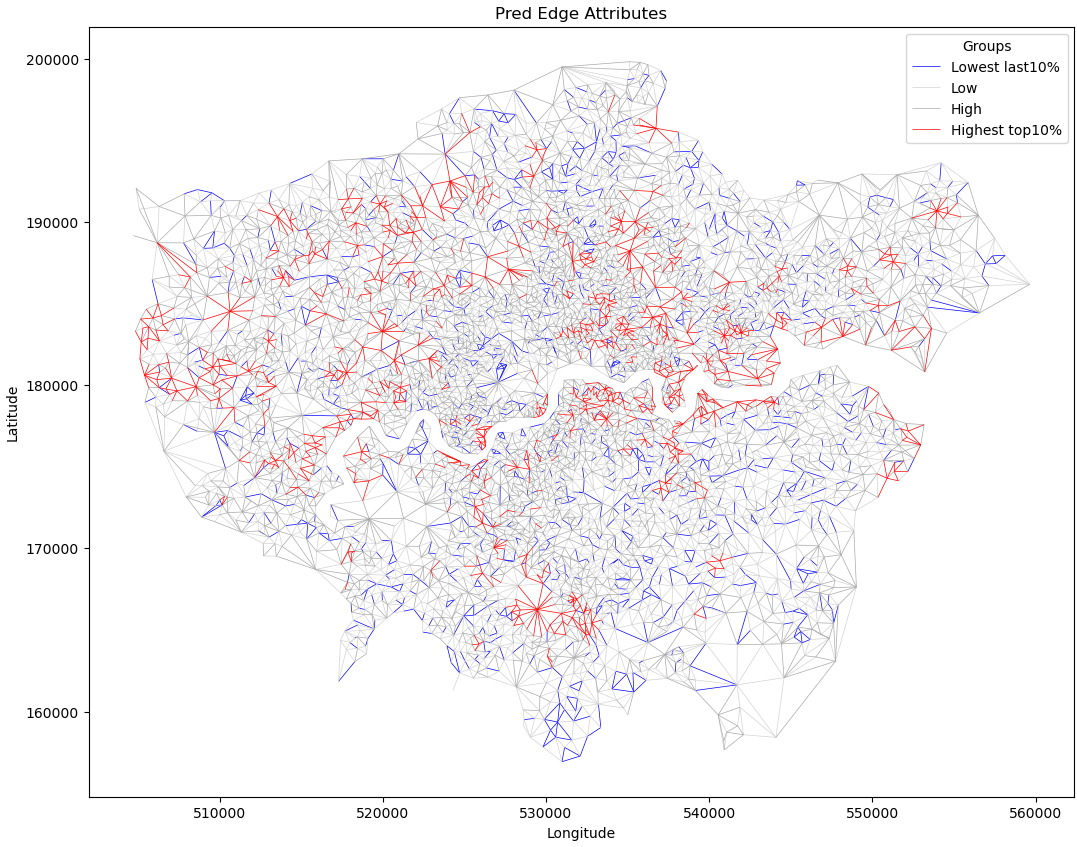 Pred Edge Attributes
Groups
Lowest last10%
Low
High
Highest top10%
Latitude
200000
190000
180000
170000
160000
510000
520000
530000
540000
550000
560000
Longitude